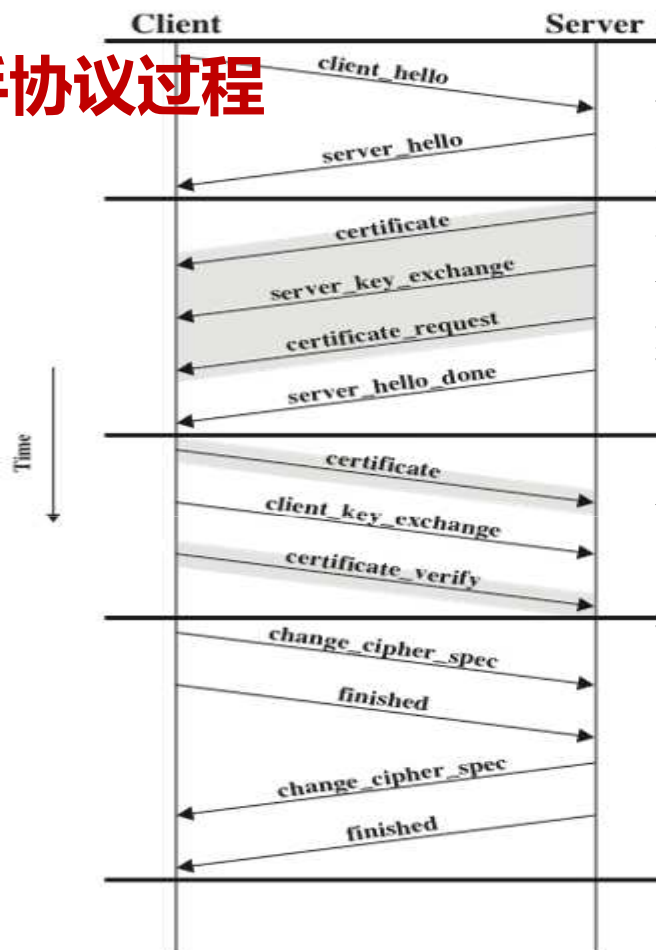 Client Server
协议过程
client_hello
server_hello
certificate
server_key_exchange
certificate_request
server_hello_done
Time
certificate
client_key_exchange
certificate_verify
change_cipher_spec
finished
change_cipher_spec
finished